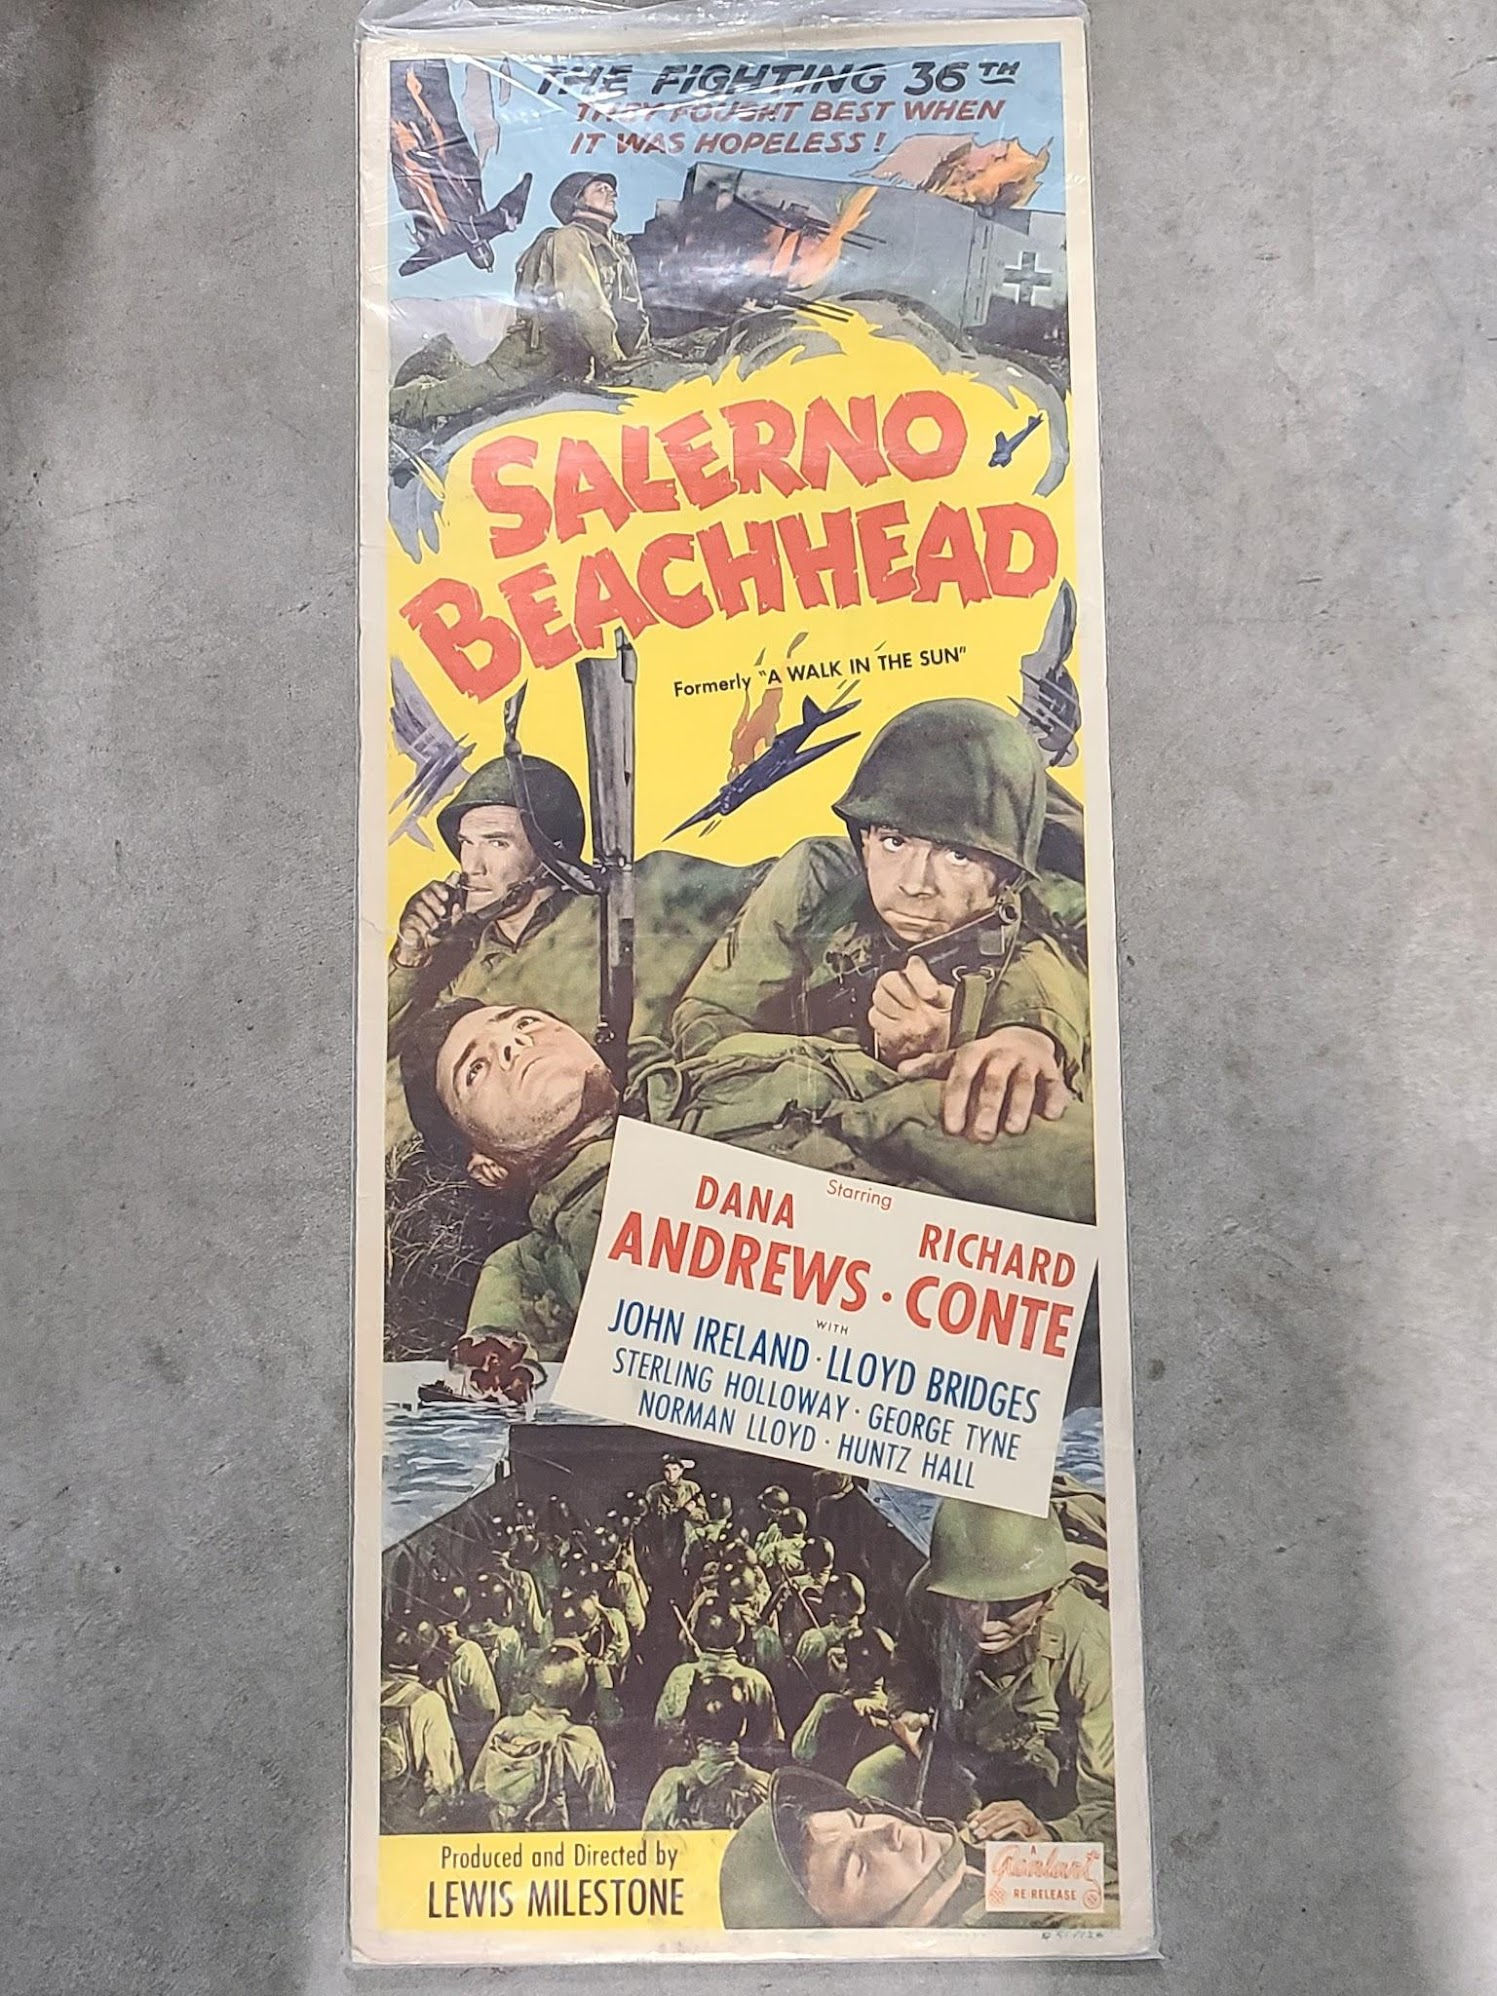 THE FIGHTING 36TH
THEY FOUGHT BEST WHEN
IT WAS HOPELESS!
SALERNO
BEACHHEAD
Formerly "A WALK IN THE SUN"
Starring
DANA
ANDREWS ·
RICHARD
CONTE
WITH
JOHN IRELAND · LLOYD BRIDGES
STERLING HOLLOWAY · GEORGE TYNE
NORMAN LLOYD · HUNTZ HALL
Produced and Directed by
LEWIS MILESTONE
A
Realart
RE-RELEASE